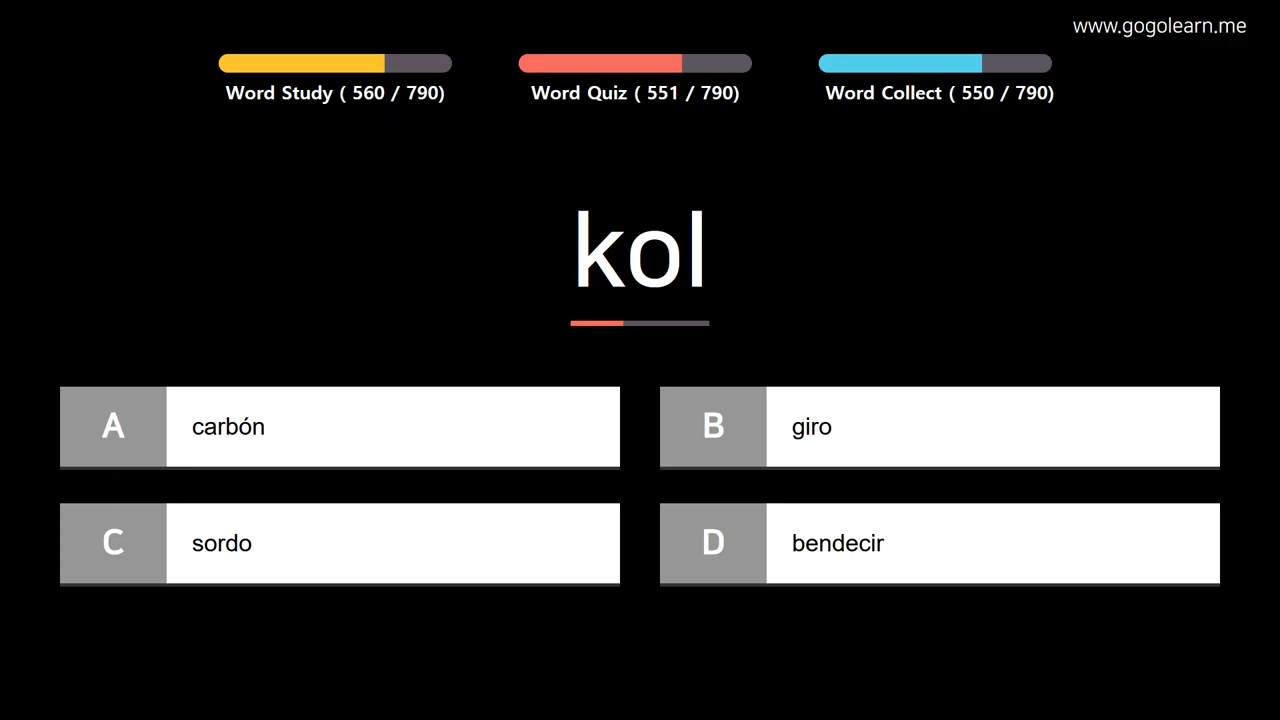 www.gogolearn.me
Word Study ( 560 / 790)
Word Quiz ( 551 / 790)
Word Collect ( 550 / 790)
kol
A carbón
B giro
C sordo
D bendecir